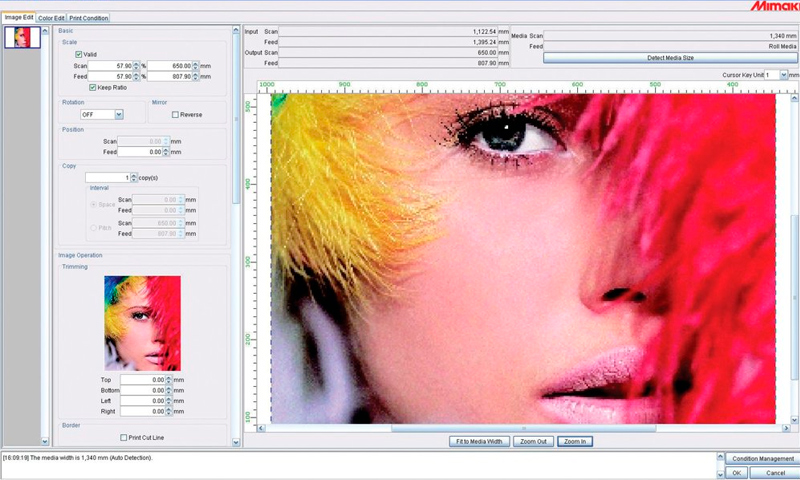 Mimaki
Image Edit Color Edit Print Condition
Basic
Scale
Valid
Scan 57.90 % 650.00 mm
Feed 57.90 % 807.90 mm
Keep Ratio
Rotation
OFF
Mirror
Reverse
Position
Scan 0.00 mm
Feed 0.00 mm
Copy
1 copy(s)
Interval
Space
Scan 0.00 mm
Feed 0.00 mm
Pitch
Scan 650.00 mm
Feed 807.90 mm
Image Operation
Trimming
Top 0.00 mm
Bottom 0.00 mm
Left 0.00 mm
Right 0.00 mm
Border
Print Cut Line
Input Scan 1,122.54 mm
Feed 1,395.24 mm
Output Scan 650.00 mm
Feed 807.90 mm
Media Scan 1,340 mm
Feed Roll Media
Detect Media Size
Cursor Key Unit 1 mm
1000 900 800 700 600 500 400
500
400
300
200
100
Fit to Media Width Zoom Out Zoom In
[16:09:19] The media width is 1,340 mm (Auto Detection).
Condition Management
OK Cancel